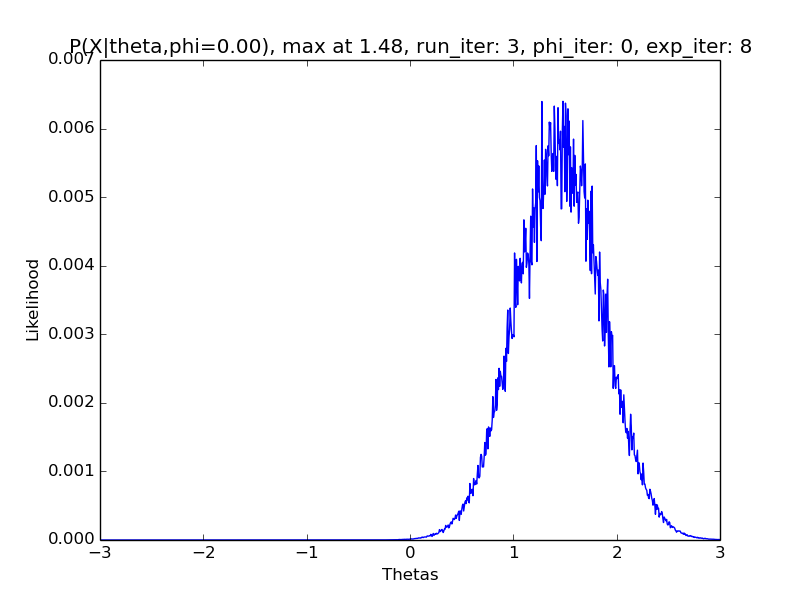 P(X|theta,phi=0.00), max at 1.48, run_iter: 3, phi_iter: 0, exp_iter: 8
0.007
0.006
0.005
0.004
0.003
0.002
0.001
0.000
Likelihood
−3 −2 −1 0 1 2 3
Thetas